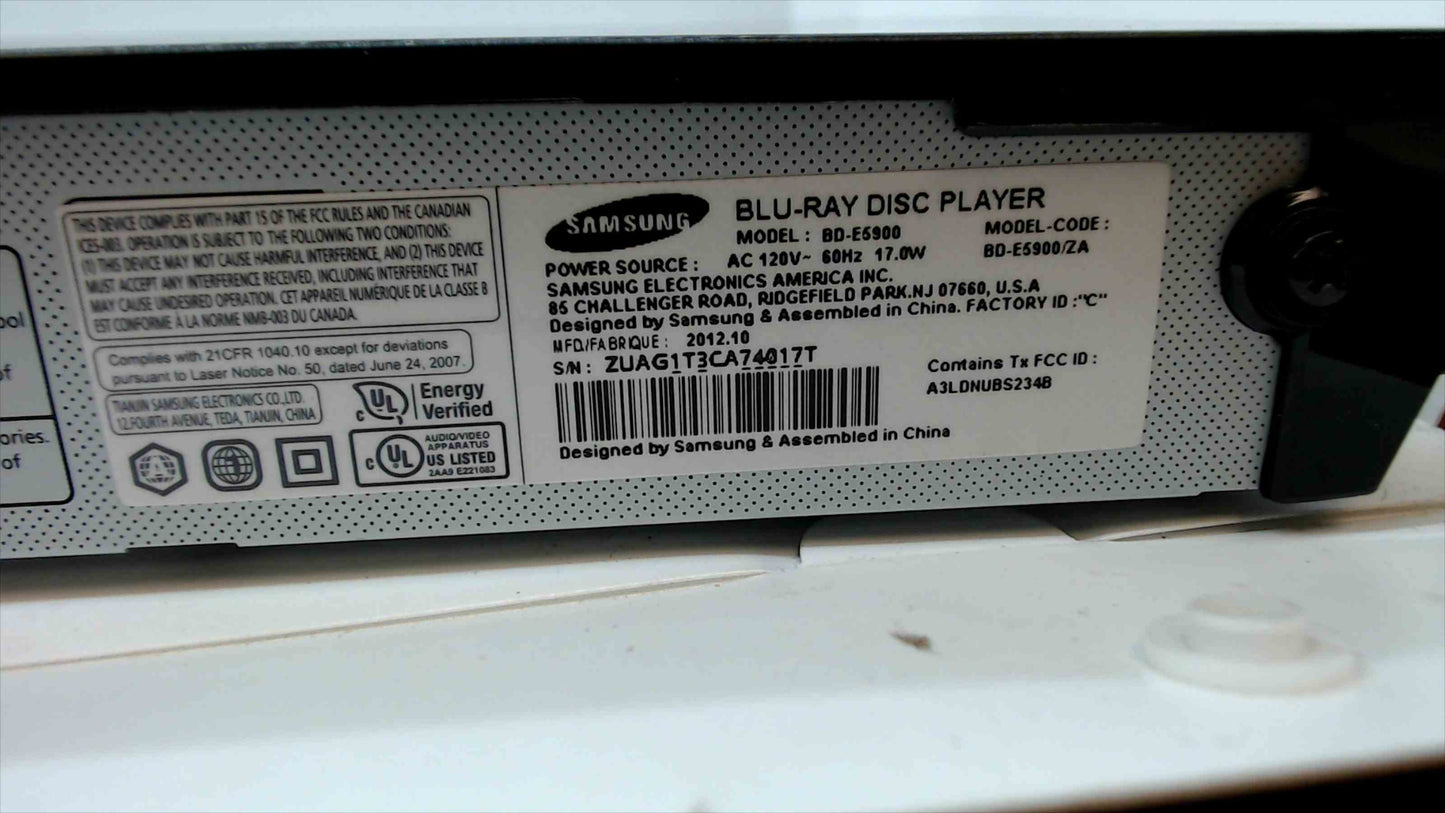 ool
of
ories.
of
THIS DEVICE COMPLIES WITH PART 15 OF THE FCC RULES AND THE CANADIAN
ICES-003. OPERATION IS SUBJECT TO THE FOLLOWING TWO CONDITIONS:
(1) THIS DEVICE MAY NOT CAUSE HARMFUL INTERFERENCE, AND (2) THIS DEVICE
MUST ACCEPT ANY INTERFERENCE RECEIVED, INCLUDING INTERFERENCE THAT
MAY CAUSE UNDESIRED OPERATION. CET APPAREIL NUMÉRIQUE DE LA CLASSE B
EST CONFORME À LA NORME NMB-003 DU CANADA.
Complies with 21CFR 1040.10 except for deviations
pursuant to Laser Notice No. 50, dated June 24, 2007.
TIANJIN SAMSUNG ELECTRONICS CO.,LTD.
12.FOURTH AVENUE, TEDA, TIANJIN, CHINA
c UL Energy
Verified
c UL AUDIO/VIDEO
APPARATUS
US LISTED
2AA9 E221083
SAMSUNG
BLU-RAY DISC PLAYER
MODEL : BD-E5900
MODEL-CODE :
BD-E5900/ZA
POWER SOURCE : AC 120V~ 60Hz 17.0W
SAMSUNG ELECTRONICS AMERICA INC.
85 CHALLENGER ROAD, RIDGEFIELD PARK.NJ 07660, U.S.A
Designed by Samsung & Assembled in China. FACTORY ID :"C"
MFD/FABRIQUE : 2012.10
S/N : ZUAG1T3CA74017T
Contains Tx FCC ID :
A3LDNUBS234B
Designed by Samsung & Assembled in China